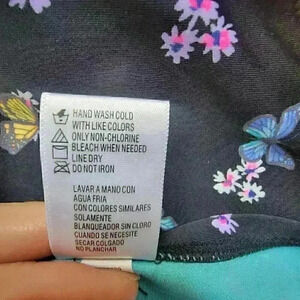 HAND WASH COLD
WITH LIKE COLORS
ONLY NON-CHLORINE
BLEACH WHEN NEEDED
LINE DRY
DO NOT IRON
LAVAR A MANO CON
AGUA FRIA
CON COLORES SIMILARES
SOLAMENTE
BLANQUEADOR SIN CLORO
CUANDO SE NECESITE
SECAR COLGADO
NO PLANCHAR